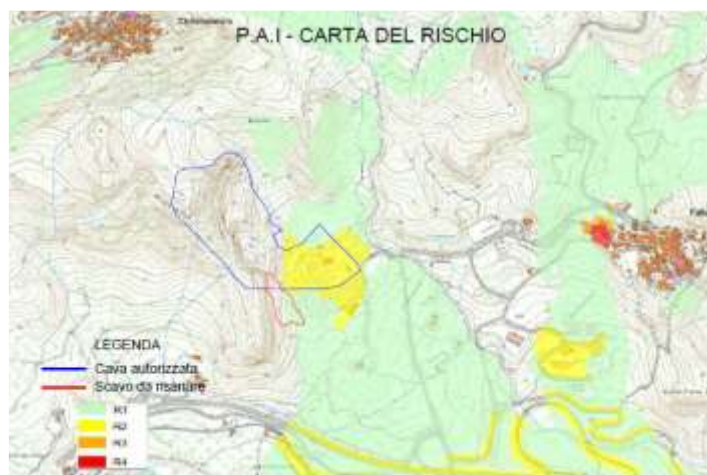 P.A.I - CARTA DEL RISCHIO
LEGENDA
Cava autorizzata
Scavo da risanare
R1
R2
R3
R4